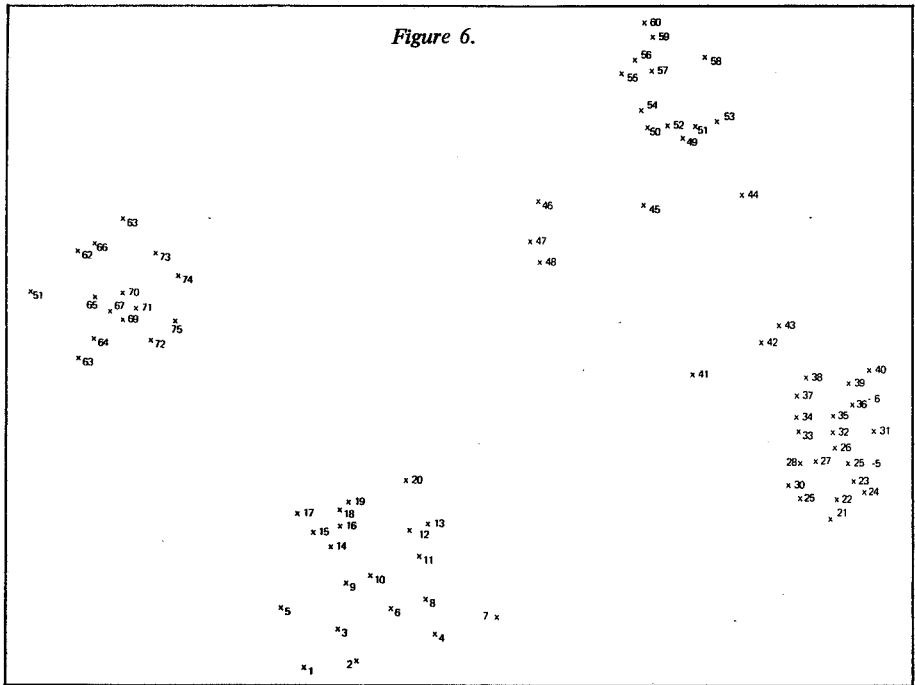 Figure 6.
x 60
x 59
56
x
x 58
x
55
x 57
54
x
53
x
x
50
x 52
x
51
x
49
x 44
x
46
x
45
x
63
x
47
x
66
x
62
x
73
x
48
x
74
x
51
x 70
x
65
x
67
x
71
x
69
x
75
x 43
x
64
x
72
x
42
x
63
x
41
x 38
x
40
x
39
x
37
x
36
- 6
x
34
x
35
x
33
x
32
x
31
x
26
28
x
x
27
x
25
-5
x
20
x
23
x
30
x
24
x
25
x
22
x
19
x
17
x
18
x
21
x
16
x
13
x
15
x
12
x
14
x
11
x
10
x
9
x
8
x
5
x
6
7
x
x
3
x
4
x
1
2
x